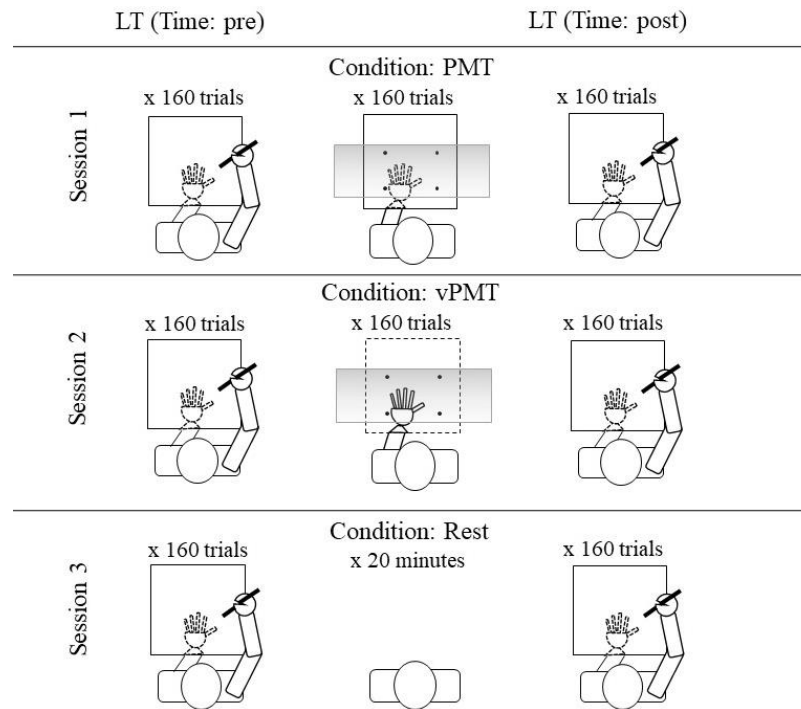 LT (Time: pre) LT (Time: post)
Session 1
Condition: PMT
x 160 trials x 160 trials x 160 trials
Session 2
Condition: vPMT
x 160 trials x 160 trials x 160 trials
Session 3
Condition: Rest
x 160 trials x 20 minutes x 160 trials